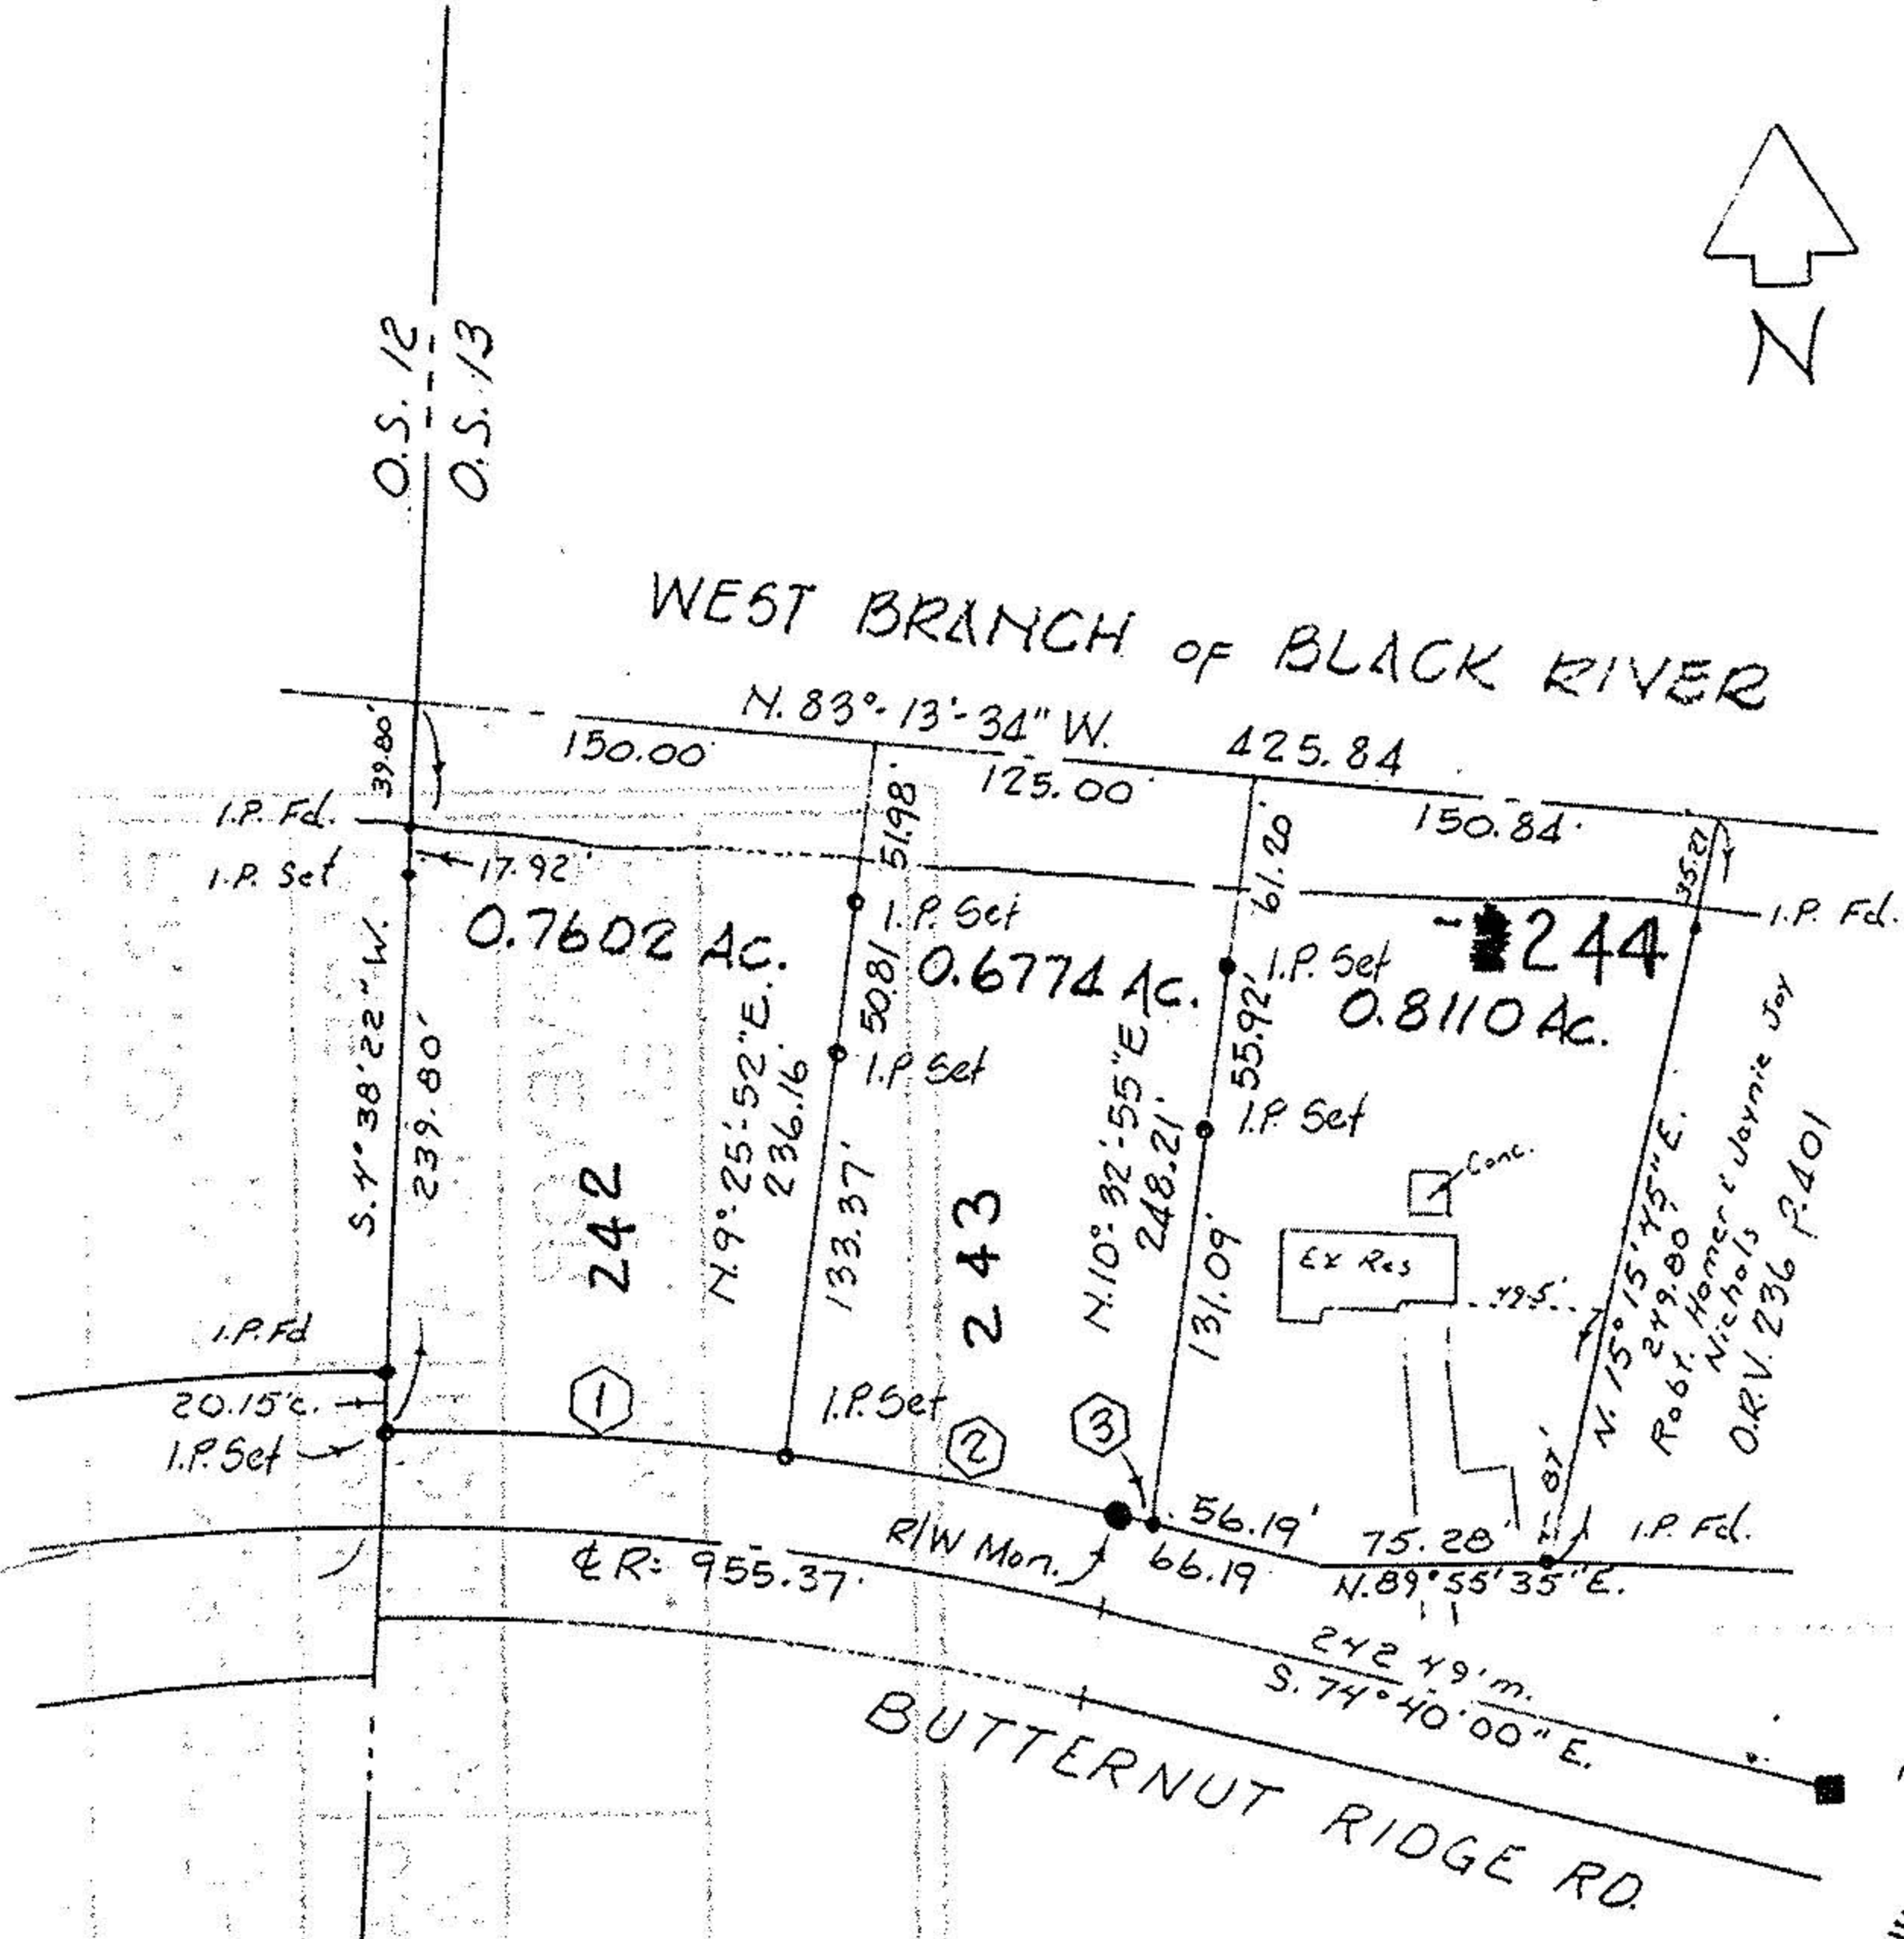 N
O.S. 12
O.S. 13
WEST BRANCH OF BLACK RIVER
N. 83°-13'-34" W.
425.84
150.00'
125.00'
150.84'
39.80'
51.98'
61.20'
35.27
I.P. Fd.
I.P. Set
17.92'
I.P. Set
I.P. Set
I.P. Fd.
0.7602 AC.
0.6774 AC.
244
0.8110 AC.
50.81
55.92'
I.P. Set
I.P. Set
S. 4° 38' 22" W.
239.80'
242
N. 9°-25'-52" E.
236.16'
133.37'
243
N. 10°-32'-55" E
248.21'
131.09'
Conc.
Ex Res
49.5'
N. 15° 15' 45" E.
249.80'
Robt. Homer & Jaynie Joy
Nichols
O.R.V. 236 P. 401
I.P. Fd
20.15' c.
I.P. Set
1
I.P. Set
2
3
R/W Mon.
56.19'
66.19'
75.28'
.87'
I.P. Fd.
N. 89° 55' 35" E.
℄ R= 955.37'
242.49' m.
S. 74° 40' 00" E.
BUTTERNUT RIDGE RD.